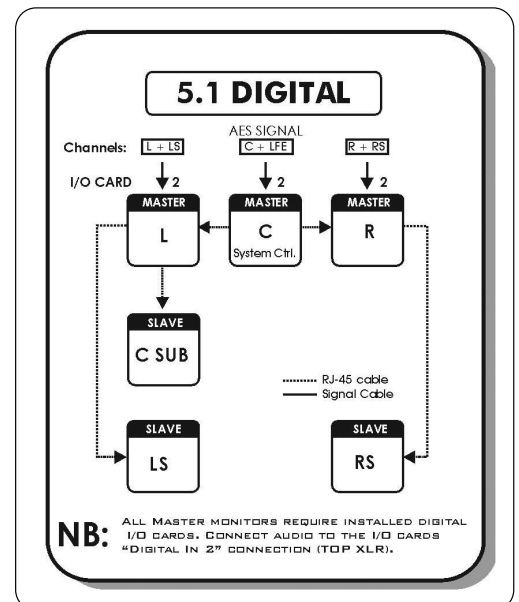 5.1 DIGITAL
AES SIGNAL
Channels: L + LS C + LFE R + RS
I/O CARD 2 2 2
MASTER MASTER MASTER
L C R
System Ctrl.
SLAVE
C SUB
RJ-45 cable
Signal Cable
SLAVE SLAVE
LS RS
NB: ALL MASTER MONITORS REQUIRE INSTALLED DIGITAL
I/O CARDS. CONNECT AUDIO TO THE I/O CARDS
"DIGITAL IN 2" CONNECTION (TOP XLR).